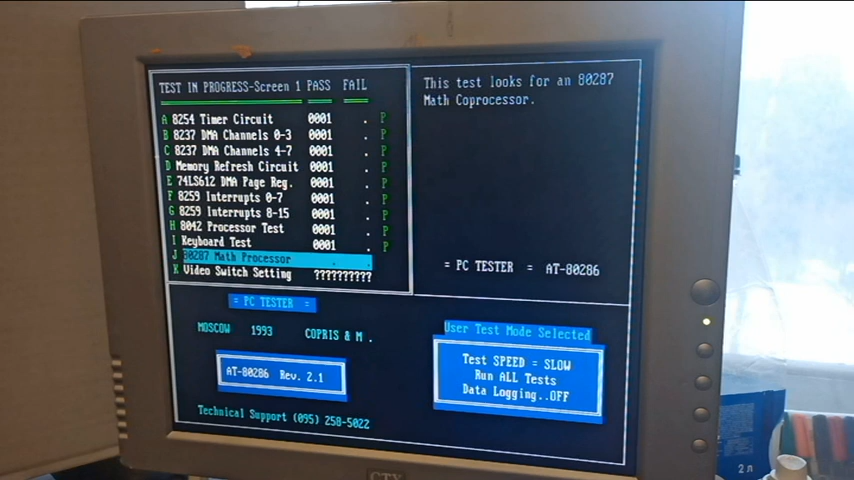 TEST IN PROGRESS-Screen 1 PASS FAIL
A 8254 Timer Circuit 0001 . P
B 8237 DMA Channels 0-3 0001 . P
C 8237 DMA Channels 4-7 0001 . P
D Memory Refresh Circuit 0001 . P
E 74LS612 DMA Page Reg. 0001 . P
F 8259 Interrupts 0-7 0001 . P
G 8259 Interrupts 8-15 0001 . P
H 8042 Processor Test 0001 . P
I Keyboard Test 0001 . P
J 80287 Math Processor . .
K Video Switch Setting ??????????
This test looks for an 80287
Math Coprocessor.
= PC TESTER = AT-80286
= PC TESTER =
MOSCOW 1993 COPRIS & M .
AT-80286 Rev. 2.1
Technical Support (095) 258-5022
User Test Mode Selected
Test SPEED = SLOW
Run ALL Tests
Data Logging..OFF
CTX
2 л